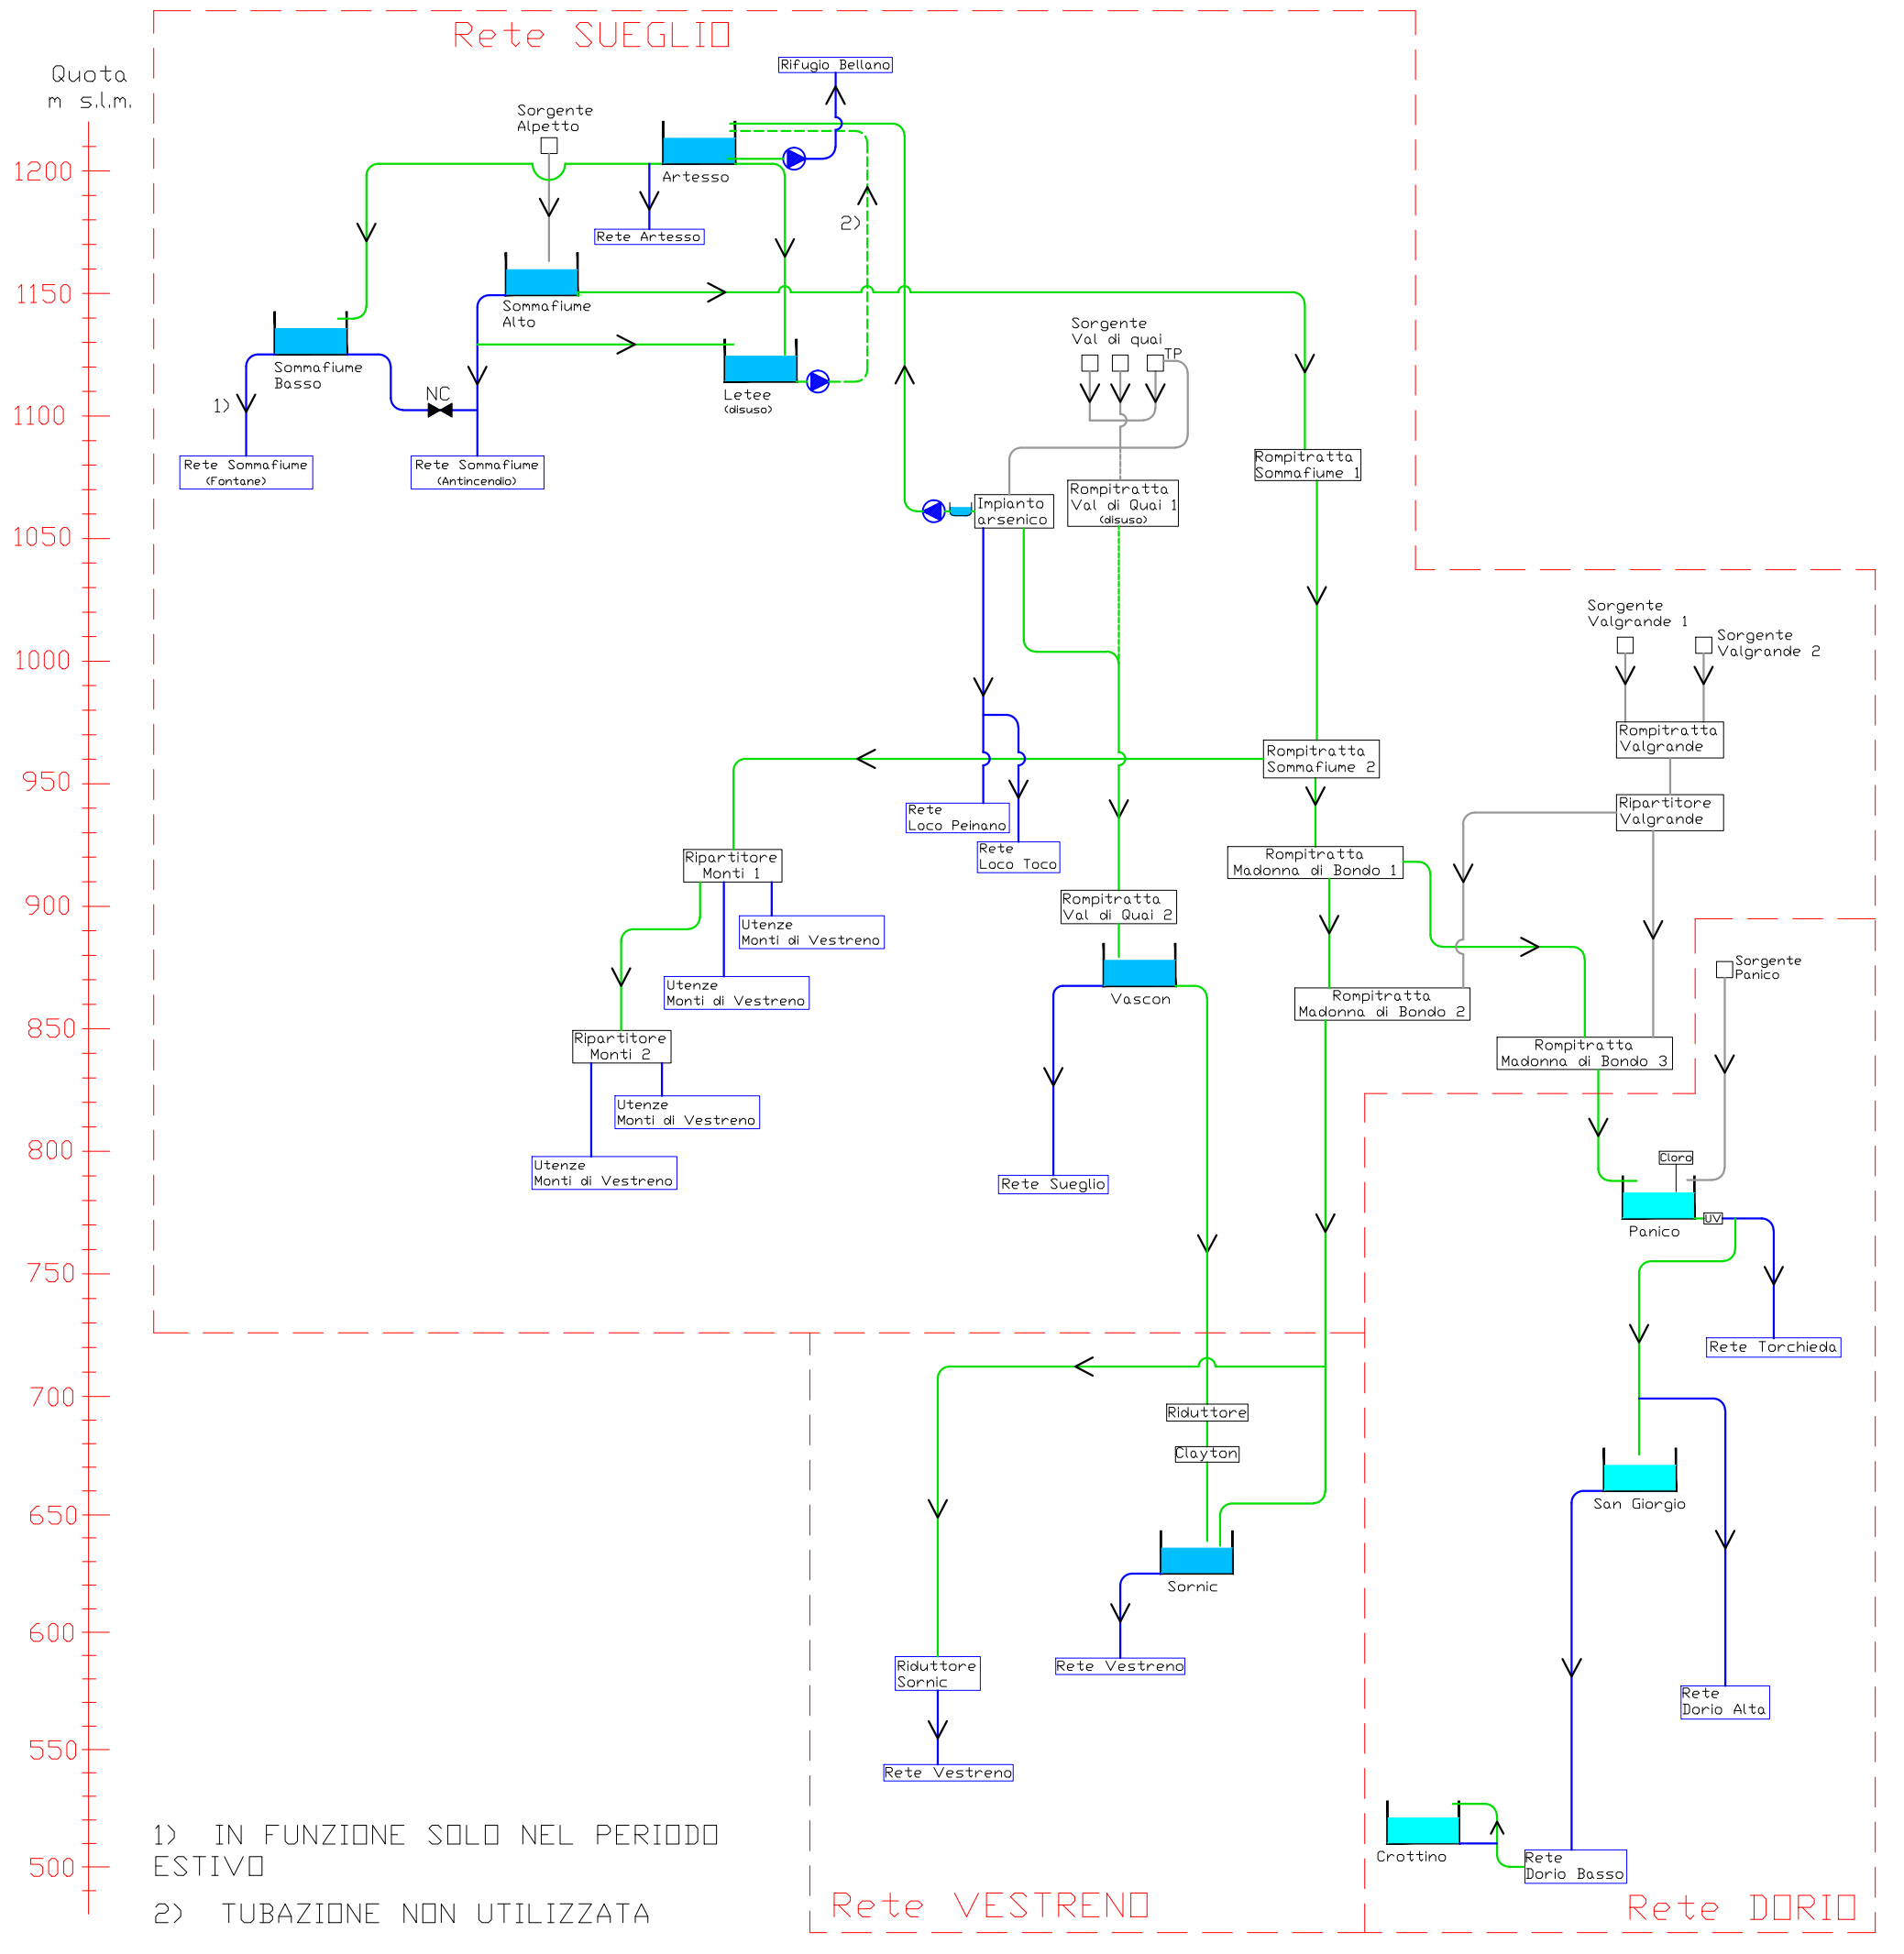 Rete SUEGLIO
Quota
m s.l.m.
1200
1150
1100
1050
1000
950
900
850
800
750
700
650
600
550
500
Rifugio Bellano
Sorgente
Alpetto
Artesso
Rete Artesso
2)
Sommafiume
Alto
Sommafiume
Basso
1)
NC
Letee
(disuso)
Rete Sommafiume
(Fontane)
Rete Sommafiume
(Antincendio)
Sorgente
Val di quai
TP
Rompitratta
Sommafiume 1
Impianto
arsenico
Rompitratta
Val di Quai 1
(disuso)
Sorgente
Valgrande 1
Sorgente
Valgrande 2
Rompitratta
Valgrande
Rompitratta
Sommafiume 2
Ripartitore
Valgrande
Rete
Loco Peinano
Rete
Loco Toco
Ripartitore
Monti 1
Rompitratta
Madonna di Bondo 1
Rompitratta
Val di Quai 2
Utenze
Monti di Vestreno
Utenze
Monti di Vestreno
Vascon
Rompitratta
Madonna di Bondo 2
Sorgente
Panico
Ripartitore
Monti 2
Rompitratta
Madonna di Bondo 3
Utenze
Monti di Vestreno
Utenze
Monti di Vestreno
Rete Sueglio
Cloro
UV
Panico
Rete Torchieda
Riduttore
Clayton
San Giorgio
Sornic
Rete Vestreno
Riduttore
Sornic
Rete
Dorio Alta
Rete Vestreno
Crottino
Rete
Dorio Basso
1) IN FUNZIONE SOLO NEL PERIODO
ESTIVO
2) TUBAZIONE NON UTILIZZATA
Rete VESTRENO
Rete DORIO